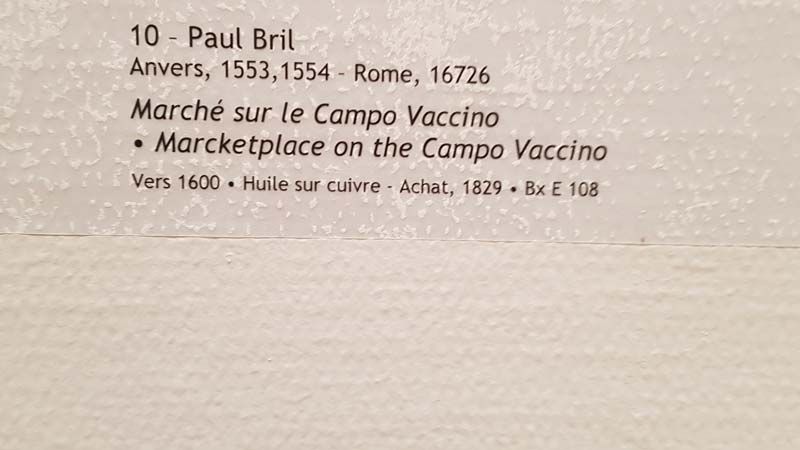 10 - Paul Bril
Anvers, 1553,1554 - Rome, 16726
Marché sur le Campo Vaccino
• Marcketplace on the Campo Vaccino
Vers 1600 • Huile sur cuivre - Achat, 1829 • Bx E 108